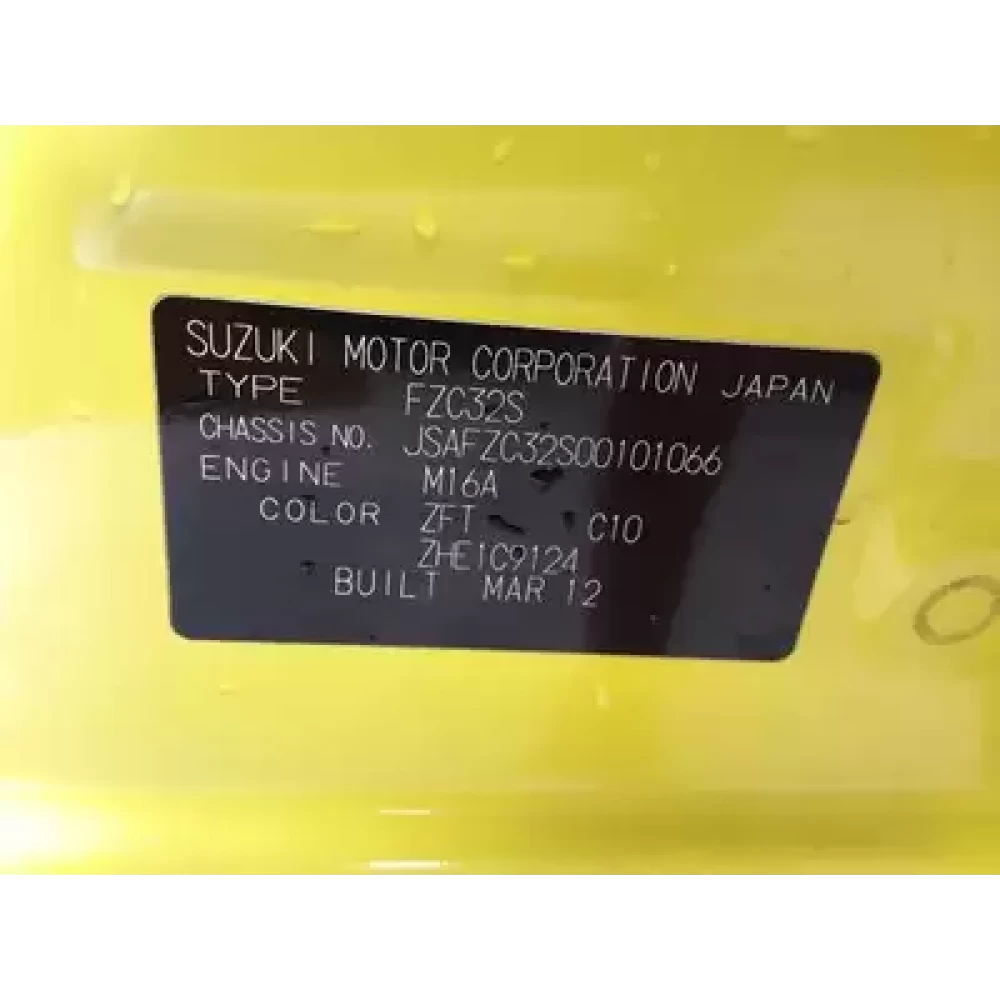 SUZUKI MOTOR CORPORATION JAPAN
TYPE FZC32S
CHASSIS NO. JSAFZC32S00101066
ENGINE M16A
COLOR ZFT C10
ZHE1C9124
BUILT MAR 12